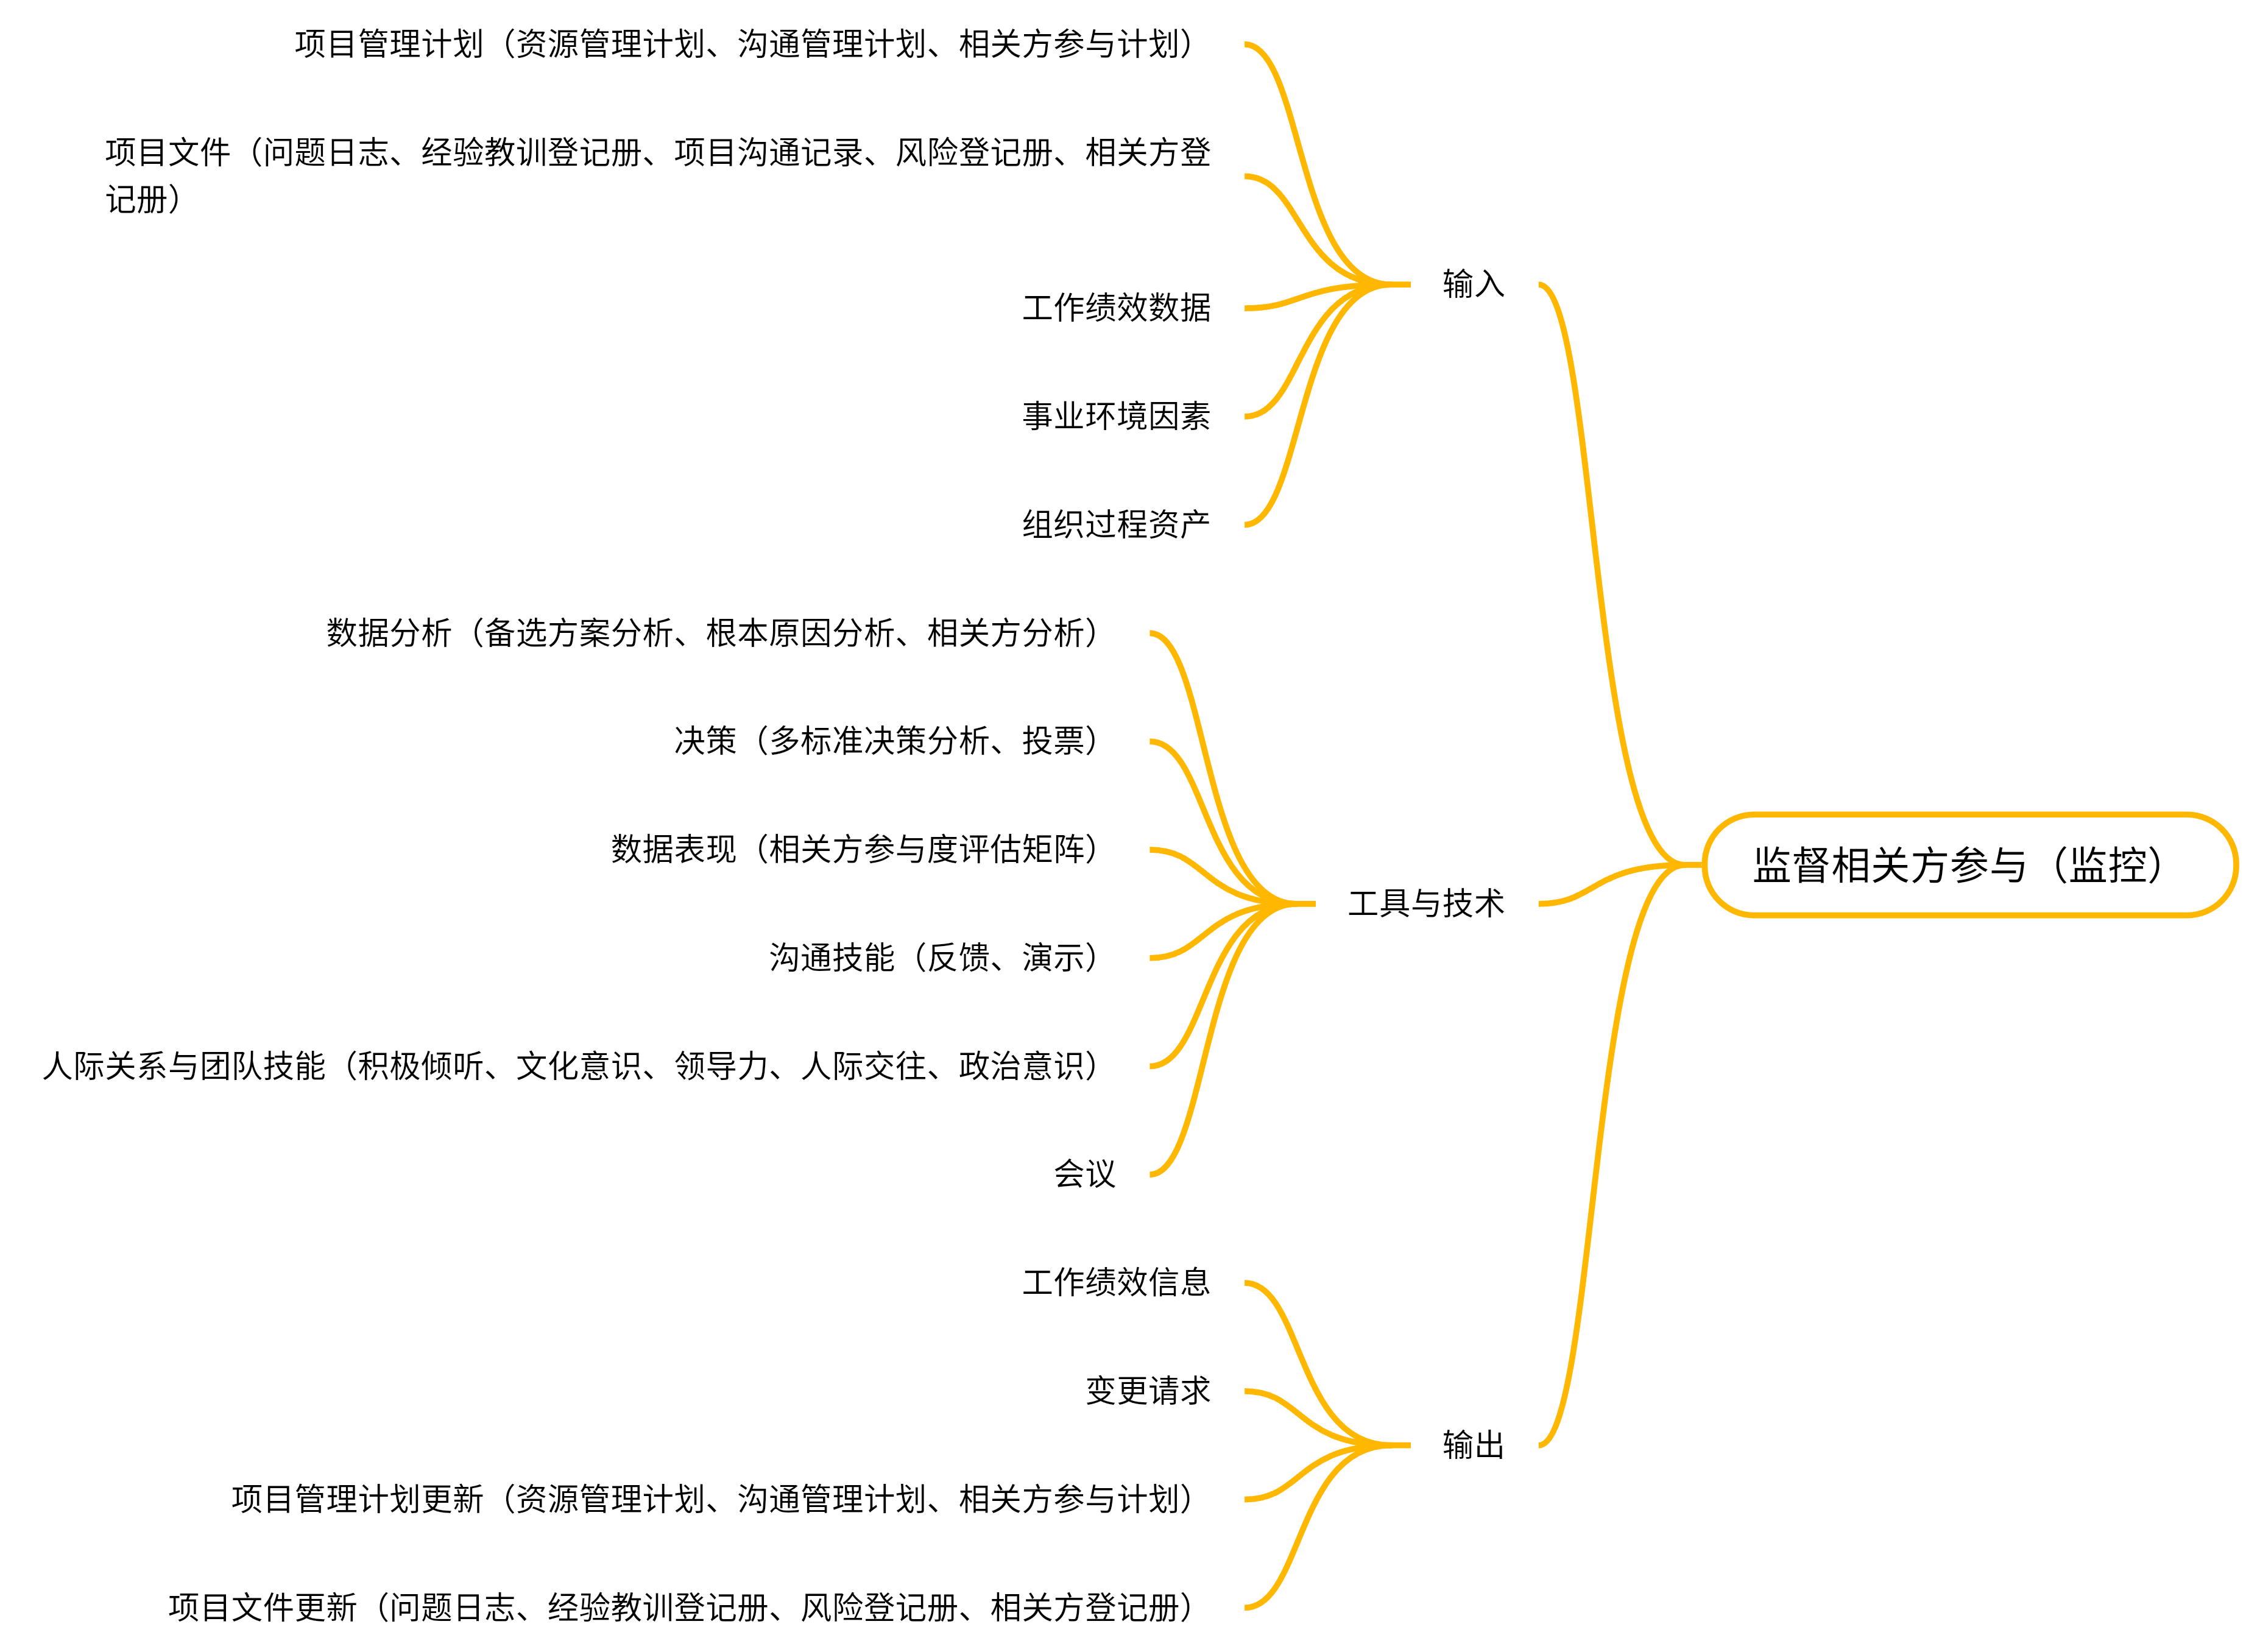 项目管理计划（资源管理计划、沟通管理计划、相关方参与计划）
项目文件（问题日志、经验教训登记册、项目沟通记录、风险登记册、相关方登
记册）
工作绩效数据
事业环境因素
组织过程资产
输入
数据分析（备选方案分析、根本原因分析、相关方分析）
决策（多标准决策分析、投票）
数据表现（相关方参与度评估矩阵）
沟通技能（反馈、演示）
人际关系与团队技能（积极倾听、文化意识、领导力、人际交往、政治意识）
会议
工具与技术
工作绩效信息
变更请求
项目管理计划更新（资源管理计划、沟通管理计划、相关方参与计划）
项目文件更新（问题日志、经验教训登记册、风险登记册、相关方登记册）
输出
监督相关方参与（监控）